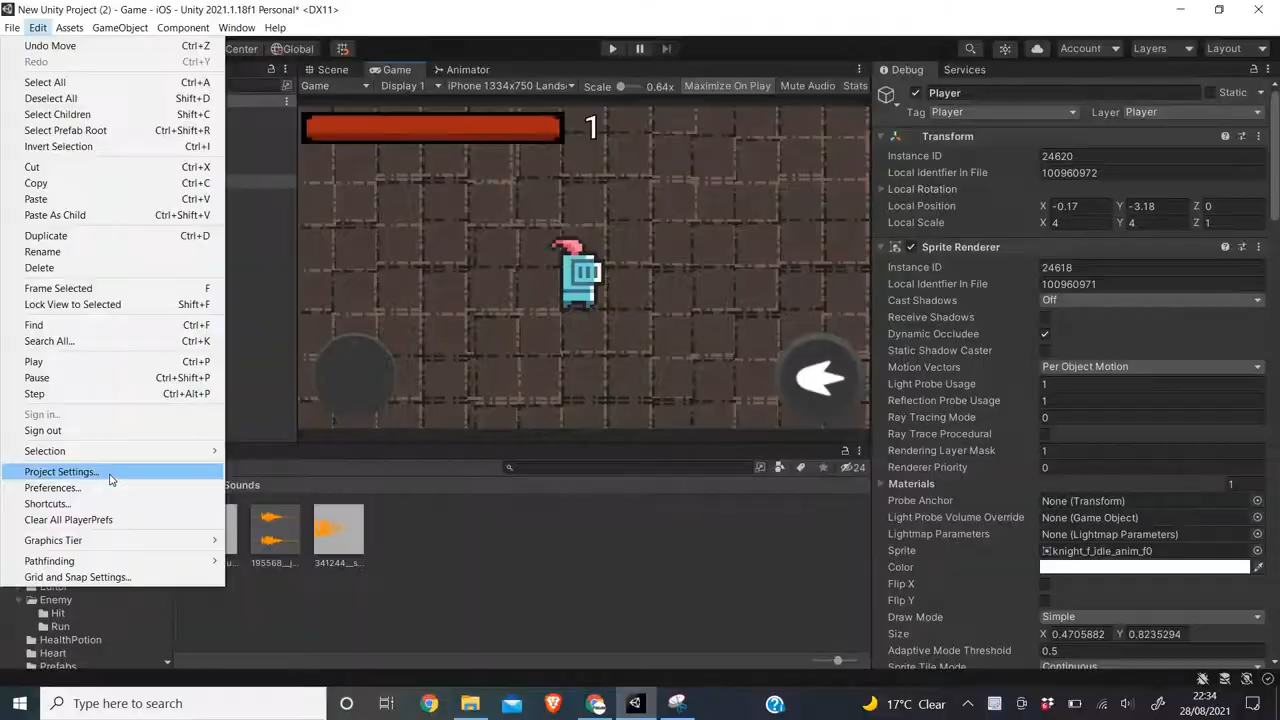 New Unity Project (2) - Game - iOS - Unity 2021.1.18f1 Personal* <DX11>
File Edit Assets GameObject Component Window Help
Undo Move Ctrl+Z
Redo Ctrl+Y
Select All Ctrl+A
Deselect All Shift+D
Select Children Shift+C
Select Prefab Root Ctrl+Shift+R
Invert Selection Ctrl+I
Cut Ctrl+X
Copy Ctrl+C
Paste Ctrl+V
Paste As Child Ctrl+Shift+V
Duplicate Ctrl+D
Rename
Delete
Frame Selected F
Lock View to Selected Shift+F
Find Ctrl+F
Search All... Ctrl+K
Play Ctrl+P
Pause Ctrl+Shift+P
Step Ctrl+Alt+P
Sign in...
Sign out
Selection
Project Settings...
Preferences...
Shortcuts...
Clear All PlayerPrefs
Graphics Tier
Pathfinding
Grid and Snap Settings...
Enemy
Hit
Run
HealthPotion
Heart
Prefabs
Center Global
Account Layers Layout
Scene Game Animator
Game Display 1 iPhone 1334x750 Lands Scale 0.64x Maximize On Play Mute Audio Stats
1
24
Sounds
195568__j... 341244__s...
Debug Services
Player Static
Tag Player Layer Player
Transform
Instance ID 24620
Local Identfier In File 100960972
Local Rotation
Local Position X -0.17 Y -3.18 Z 0
Local Scale X 4 Y 4 Z 1
Sprite Renderer
Instance ID 24618
Local Identfier In File 100960971
Cast Shadows Off
Receive Shadows
Dynamic Occludee
Static Shadow Caster
Motion Vectors Per Object Motion
Light Probe Usage 1
Reflection Probe Usage 1
Ray Tracing Mode 0
Ray Trace Procedural
Rendering Layer Mask 1
Renderer Priority 0
Materials 1
Probe Anchor None (Transform)
Light Probe Volume Override None (Game Object)
Lightmap Parameters None (Lightmap Parameters)
Sprite knight_f_idle_anim_f0
Color
Flip X
Flip Y
Draw Mode Simple
Size X 0.4705882 Y 0.8235294
Adaptive Mode Threshold 0.5
Sprite Tile Mode Continuous
Type here to search
17°C Clear
22:34
28/08/2021